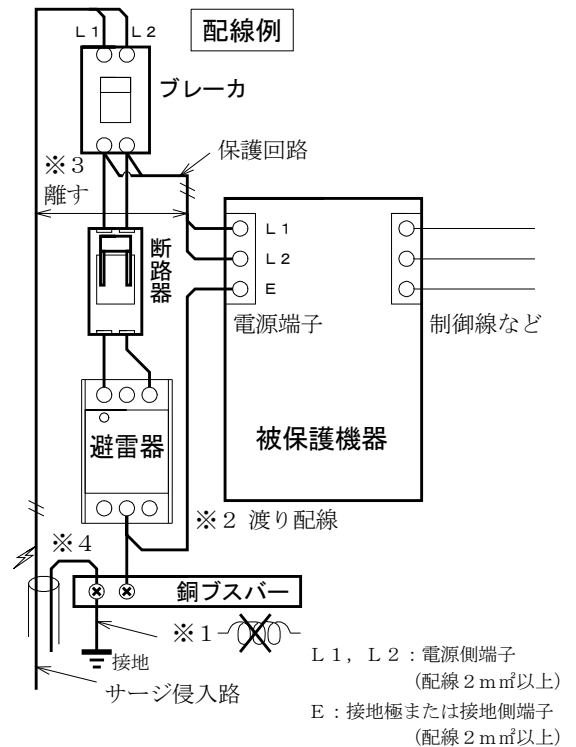 配線例
L1 L2
ブレーカ
保護回路
※3
離す
断路器
L1
L2
E
電源端子
制御線など
避雷器
被保護機器
※2 渡り配線
※4
銅ブスバー
※1
接地
サージ侵入路
L1,L2:電源側端子
(配線2m㎡以上)
E:接地極または接地側端子
(配線2m㎡以上)